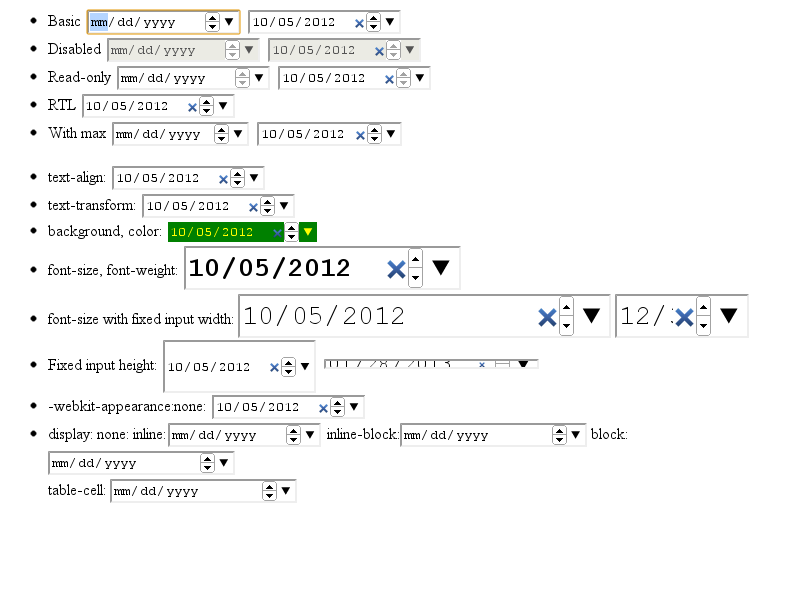 Basic mm/dd/yyyy 10/05/2012
Disabled mm/dd/yyyy 10/05/2012
Read-only mm/dd/yyyy 10/05/2012
RTL 10/05/2012
With max mm/dd/yyyy 10/05/2012
text-align: 10/05/2012
text-transform: 10/05/2012
background, color: 10/05/2012
font-size, font-weight: 10/05/2012
font-size with fixed input width: 10/05/2012 12/
Fixed input height: 10/05/2012 01/28/2013
-webkit-appearance:none: 10/05/2012
display: none: inline: mm/dd/yyyy inline-block: mm/dd/yyyy block:
mm/dd/yyyy
table-cell: mm/dd/yyyy